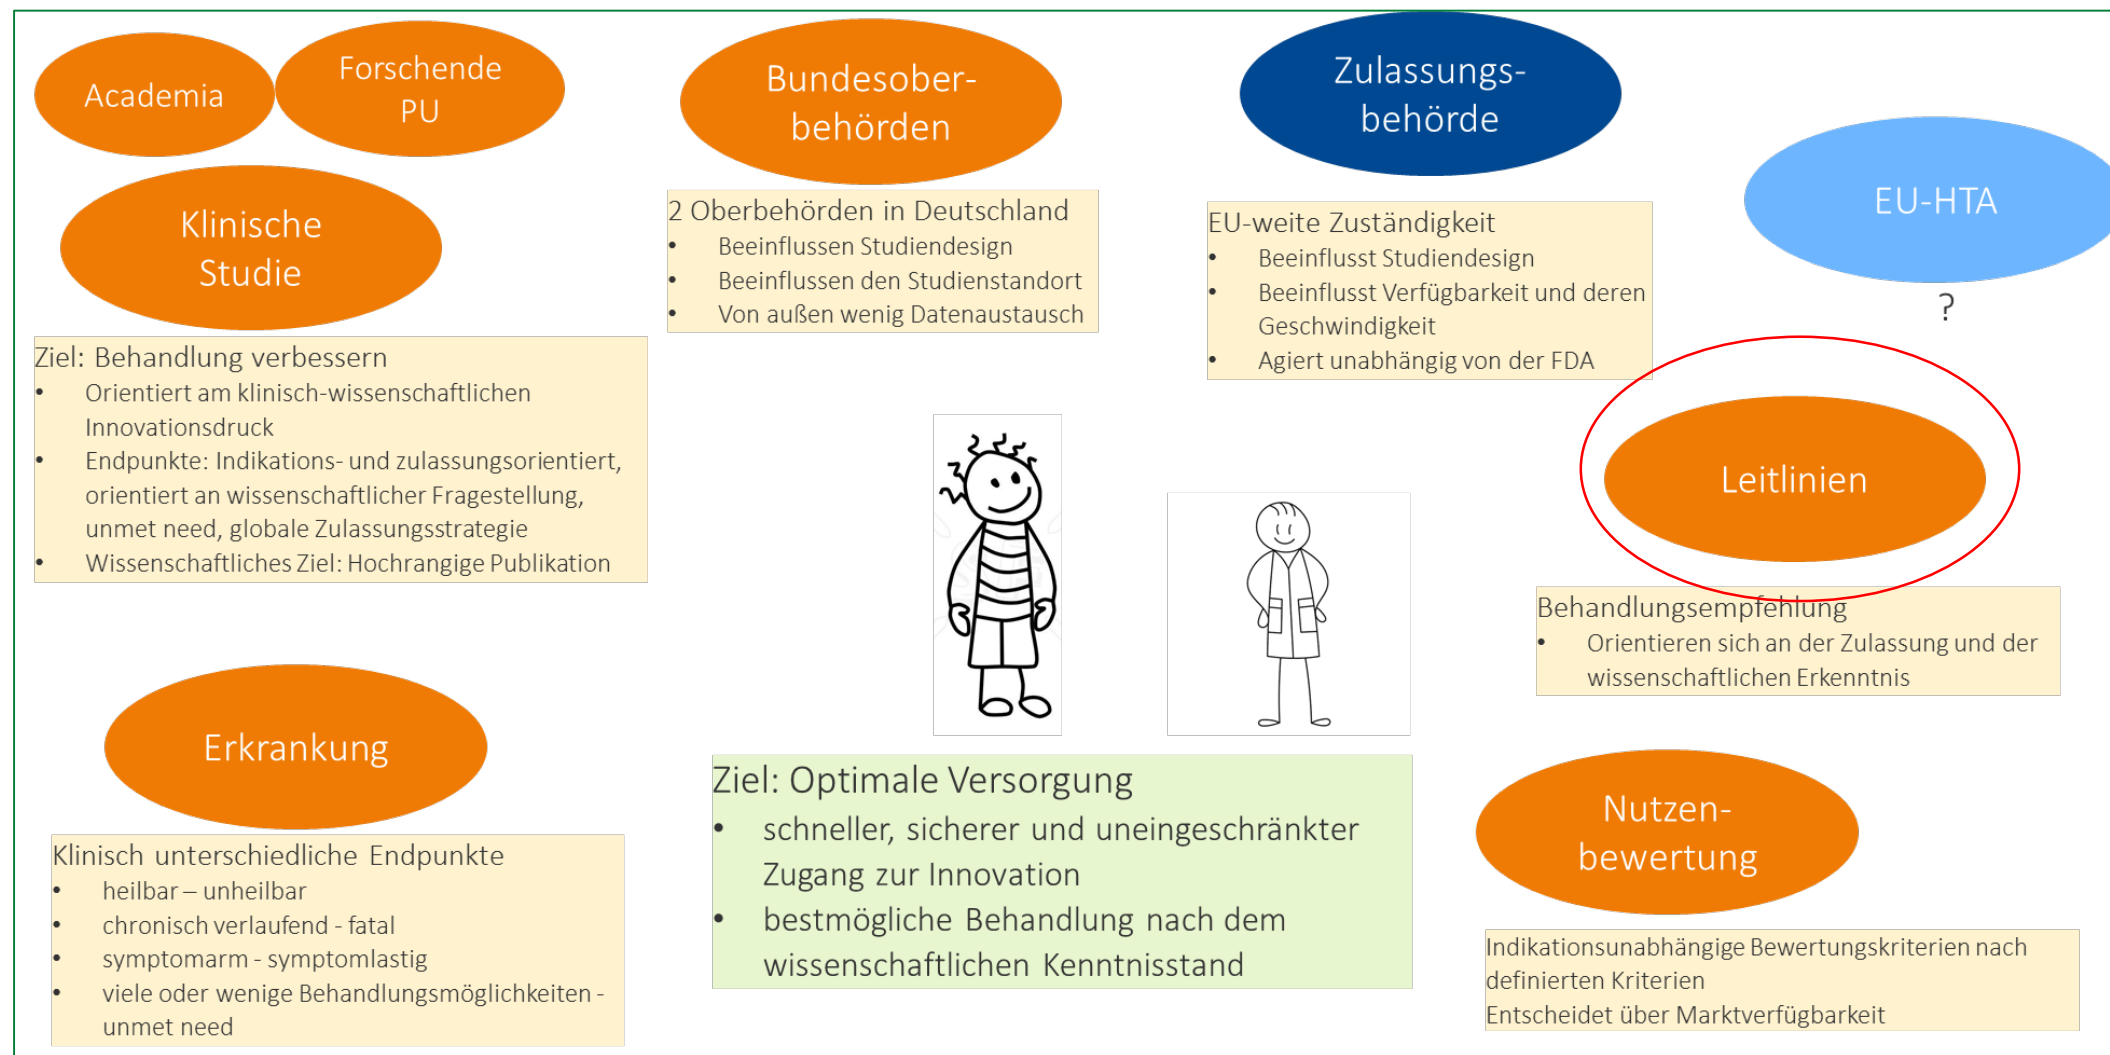 Academia
Forschende
PU
Klinische
Studie
Ziel: Behandlung verbessern
• Orientiert am klinisch-wissenschaftlichen
Innovationsdruck
• Endpunkte: Indikations- und zulassungsorientiert,
orientiert an wissenschaftlicher Fragestellung,
unmet need, globale Zulassungsstrategie
• Wissenschaftliches Ziel: Hochrangige Publikation
Bundesober-
behörden
2 Oberbehörden in Deutschland
• Beeinflussen Studiendesign
• Beeinflussen den Studienstandort
• Von außen wenig Datenaustausch
Zulassungs-
behörde
EU-weite Zuständigkeit
• Beeinflusst Studiendesign
• Beeinflusst Verfügbarkeit und deren
Geschwindigkeit
• Agiert unabhängig von der FDA
EU-HTA
?
Leitlinien
Behandlungsempfehlung
• Orientieren sich an der Zulassung und der
wissenschaftlichen Erkenntnis
Erkrankung
Klinisch unterschiedliche Endpunkte
• heilbar – unheilbar
• chronisch verlaufend - fatal
• symptomarm - symptomlastig
• viele oder wenige Behandlungsmöglichkeiten -
unmet need
Ziel: Optimale Versorgung
• schneller, sicherer und uneingeschränkter
Zugang zur Innovation
• bestmögliche Behandlung nach dem
wissenschaftlichen Kenntnisstand
Nutzen-
bewertung
Indikationsunabhängige Bewertungskriterien nach
definierten Kriterien
Entscheidet über Marktverfügbarkeit